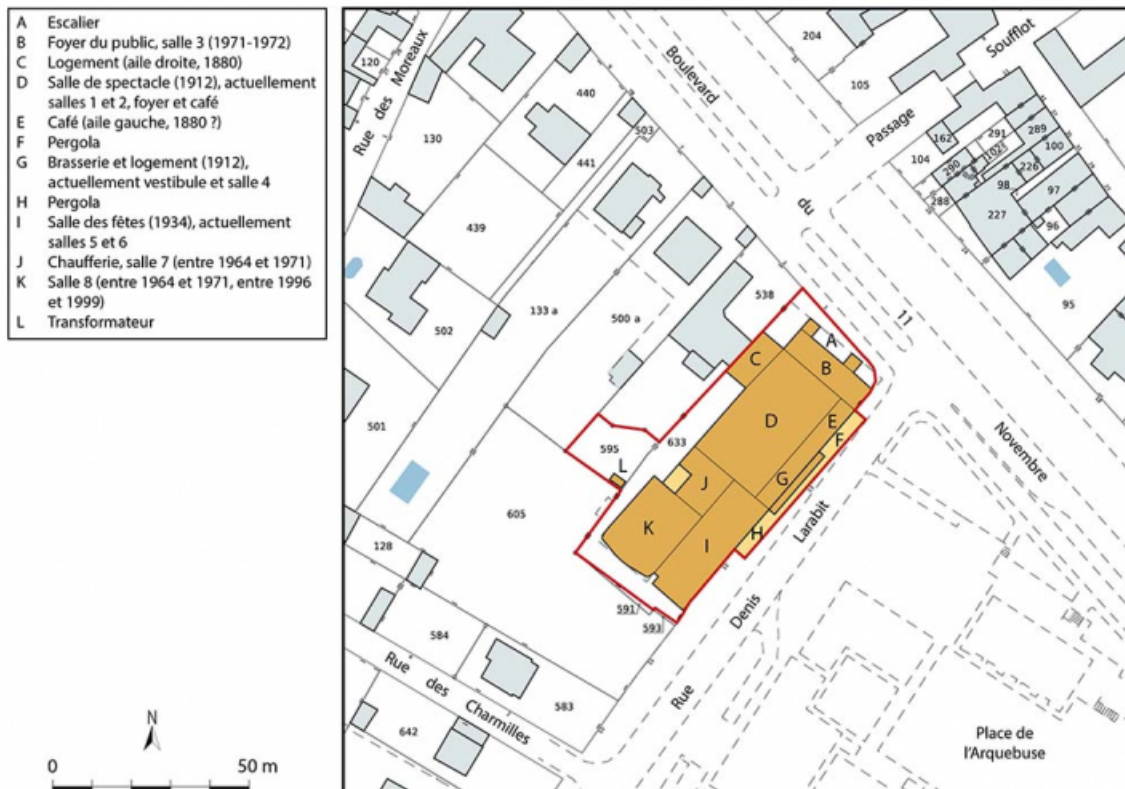 A Escalier
B Foyer du public, salle 3 (1971-1972)
C Logement (aile droite, 1880)
D Salle de spectacle (1912), actuellement
salles 1 et 2, foyer et café
E Café (aile gauche, 1880 ?)
F Pergola
G Brasserie et logement (1912),
actuellement vestibule et salle 4
H Pergola
I Salle des fêtes (1934), actuellement
salles 5 et 6
J Chaufferie, salle 7 (entre 1964 et 1971)
K Salle 8 (entre 1964 et 1971, entre 1996
et 1999)
L Transformateur
N
0 50 m
Rue des Moreaux
Boulevard du 11 Novembre
Passage Soufflot
Rue Denis Larabit
Rue des Charmilles
Place de
l'Arquebuse
120
130
440
441
503
439
502
133 a
500 a
538
501
595
633
605
128
584
591
593
583
642
204
105
104
162
291
289
290
102
226
100
98
97
288
227
96
95
A
B
C
D
E
F
G
H
I
J
K
L